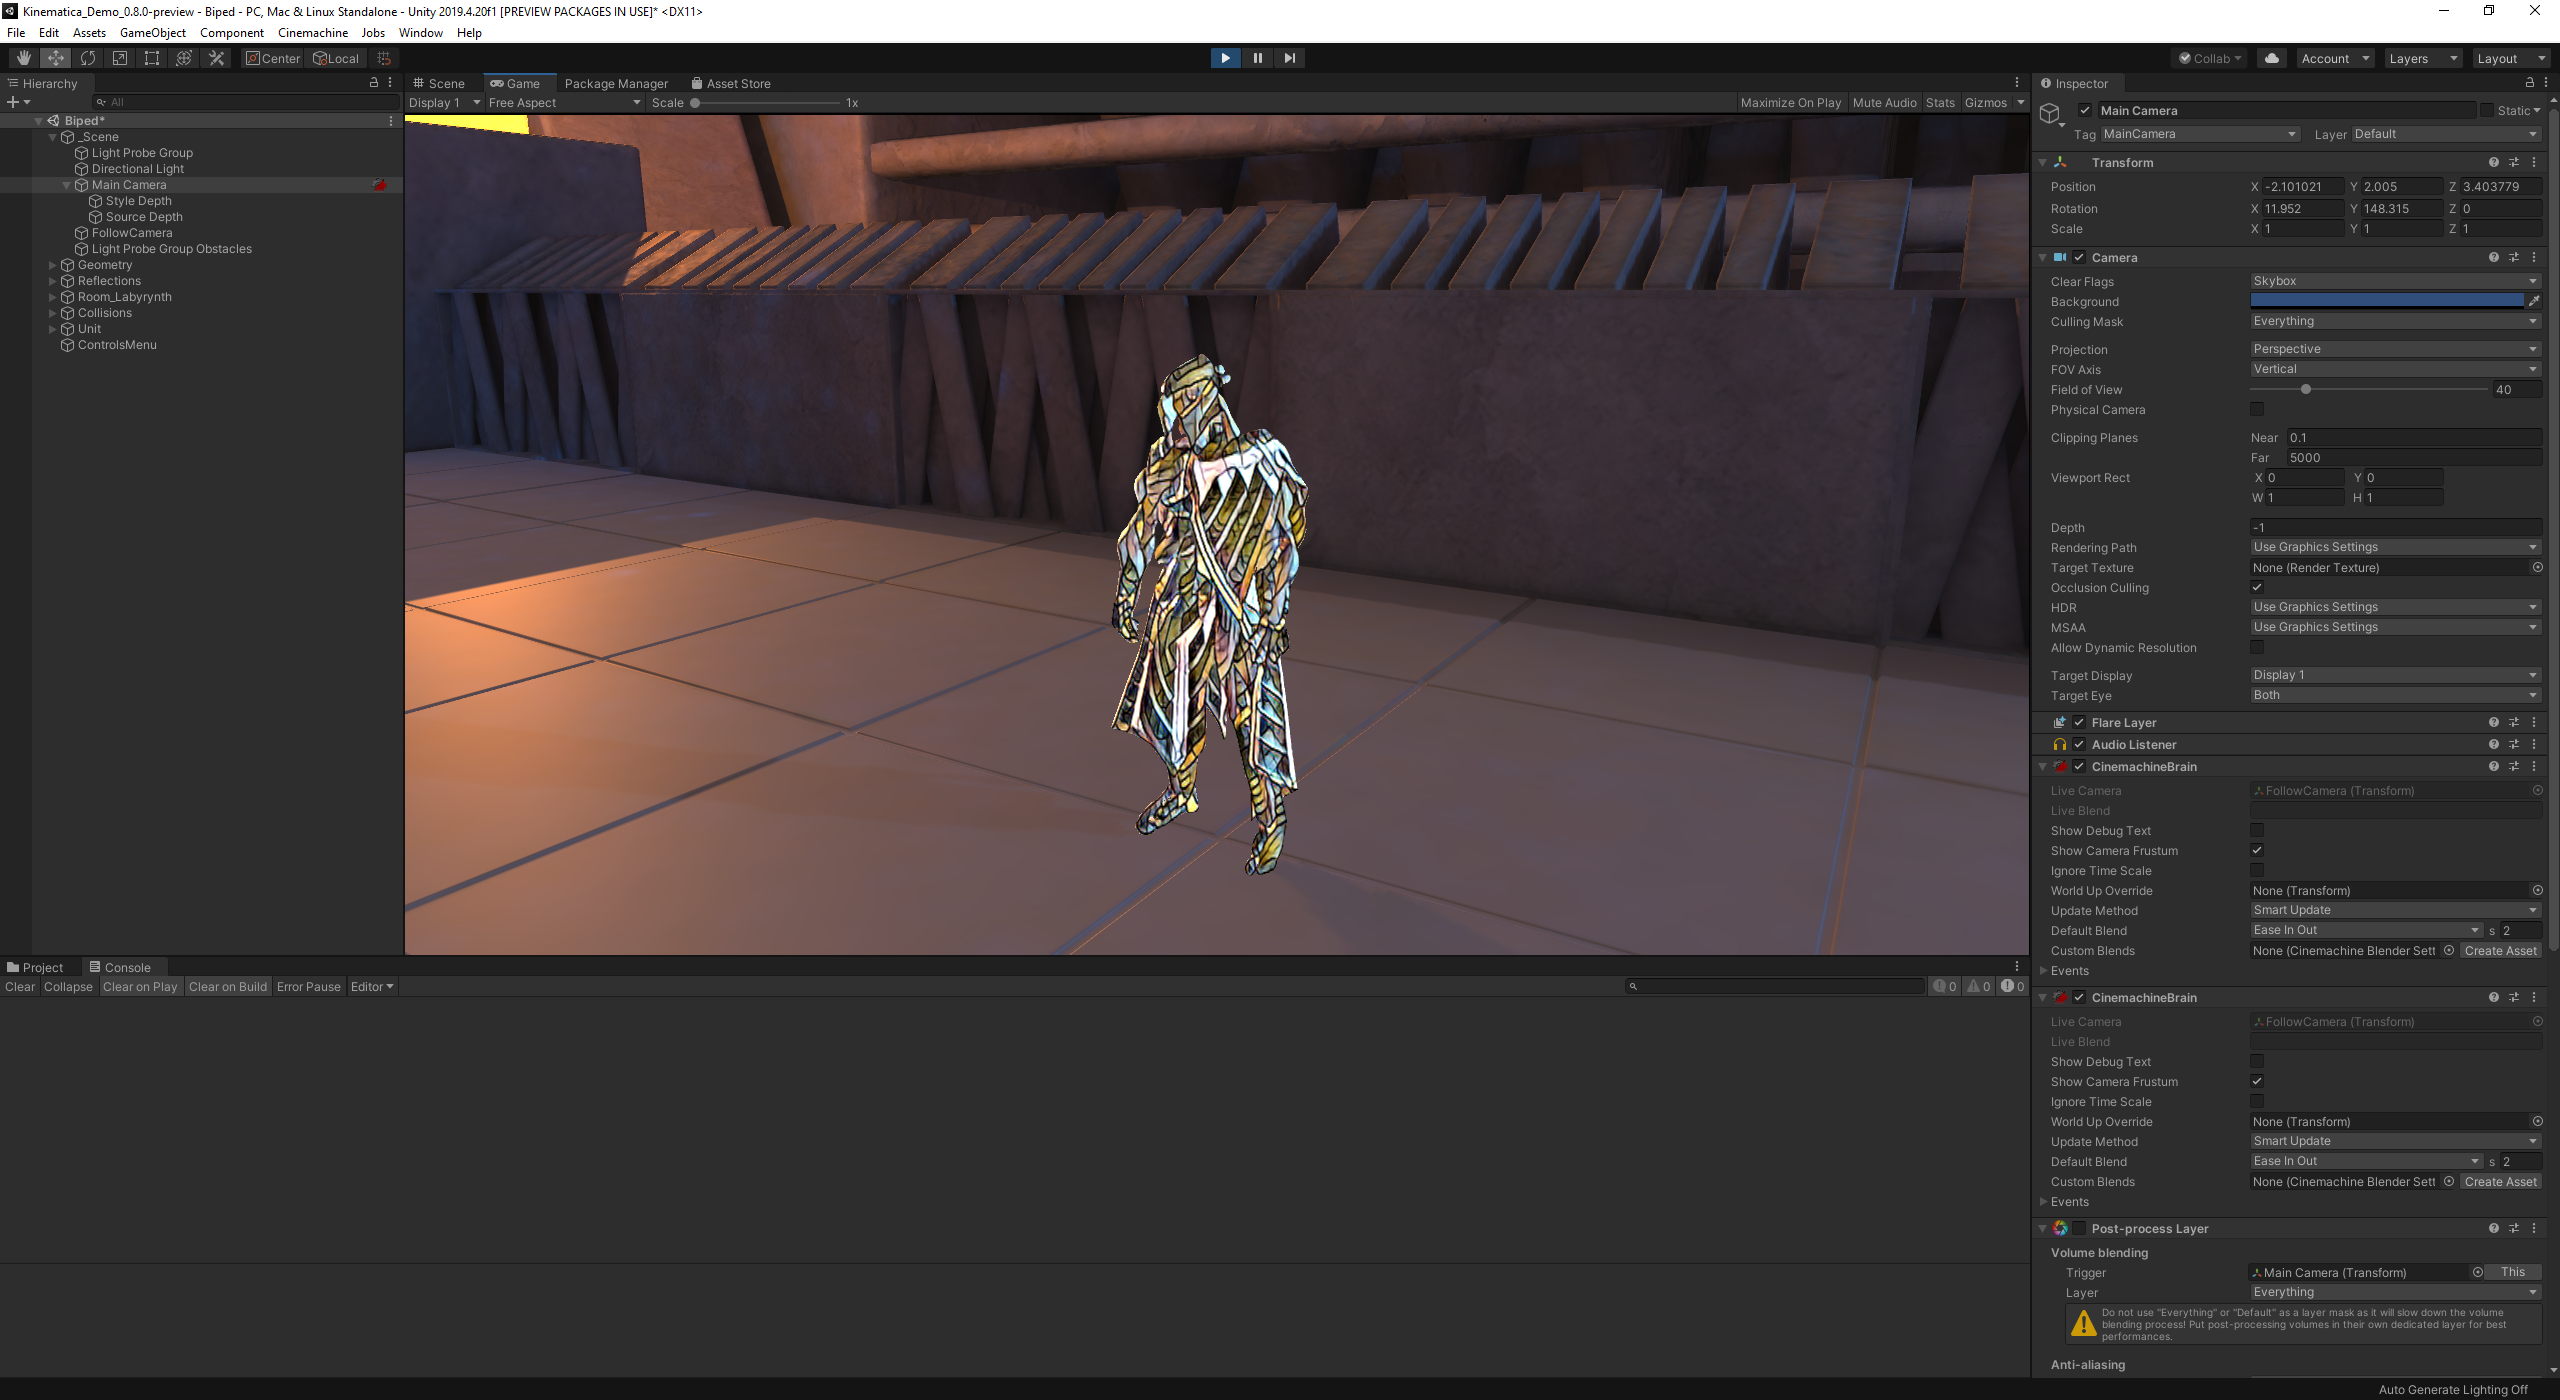 Kinematica_Demo_0.8.0-preview - Biped - PC, Mac & Linux Standalone - Unity 2019.4.20f1 [PREVIEW PACKAGES IN USE]* <DX11>
File Edit Assets GameObject Component Cinemachine Jobs Window Help
Center Local Collab Account Layers Layout
Hierarchy
All
Biped*
_Scene
Light Probe Group
Directional Light
Main Camera
Style Depth
Source Depth
FollowCamera
Light Probe Group Obstacles
Geometry
Reflections
Room_Labyrynth
Collisions
Unit
ControlsMenu
Scene Game Package Manager Asset Store
Display 1 Free Aspect Scale 1x Maximize On Play Mute Audio Stats Gizmos
Project Console
Clear Collapse Clear on Play Clear on Build Error Pause Editor 0 0 0
Inspector
Main Camera Static
Tag MainCamera Layer Default
Transform
Position X -2.101021 Y 2.005 Z 3.403779
Rotation X 11.952 Y 148.315 Z 0
Scale X 1 Y 1 Z 1
Camera
Clear Flags Skybox
Background
Culling Mask Everything
Projection Perspective
FOV Axis Vertical
Field of View 40
Physical Camera
Clipping Planes Near 0.1
Far 5000
Viewport Rect X 0 Y 0
W 1 H 1
Depth -1
Rendering Path Use Graphics Settings
Target Texture None (Render Texture)
Occlusion Culling
HDR Use Graphics Settings
MSAA Use Graphics Settings
Allow Dynamic Resolution
Target Display Display 1
Target Eye Both
Flare Layer
Audio Listener
CinemachineBrain
Live Camera FollowCamera (Transform)
Live Blend
Show Debug Text
Show Camera Frustum
Ignore Time Scale
World Up Override None (Transform)
Update Method Smart Update
Default Blend Ease In Out s 2
Custom Blends None (Cinemachine Blender Sett Create Asset
Events
CinemachineBrain
Live Camera FollowCamera (Transform)
Live Blend
Show Debug Text
Show Camera Frustum
Ignore Time Scale
World Up Override None (Transform)
Update Method Smart Update
Default Blend Ease In Out s 2
Custom Blends None (Cinemachine Blender Sett Create Asset
Events
Post-process Layer
Volume blending
Trigger Main Camera (Transform) This
Layer Everything
Do not use "Everything" or "Default" as a layer mask as it will slow down the volume
blending process! Put post-processing volumes in their own dedicated layer for best
performances.
Anti-aliasing
Auto Generate Lighting Off